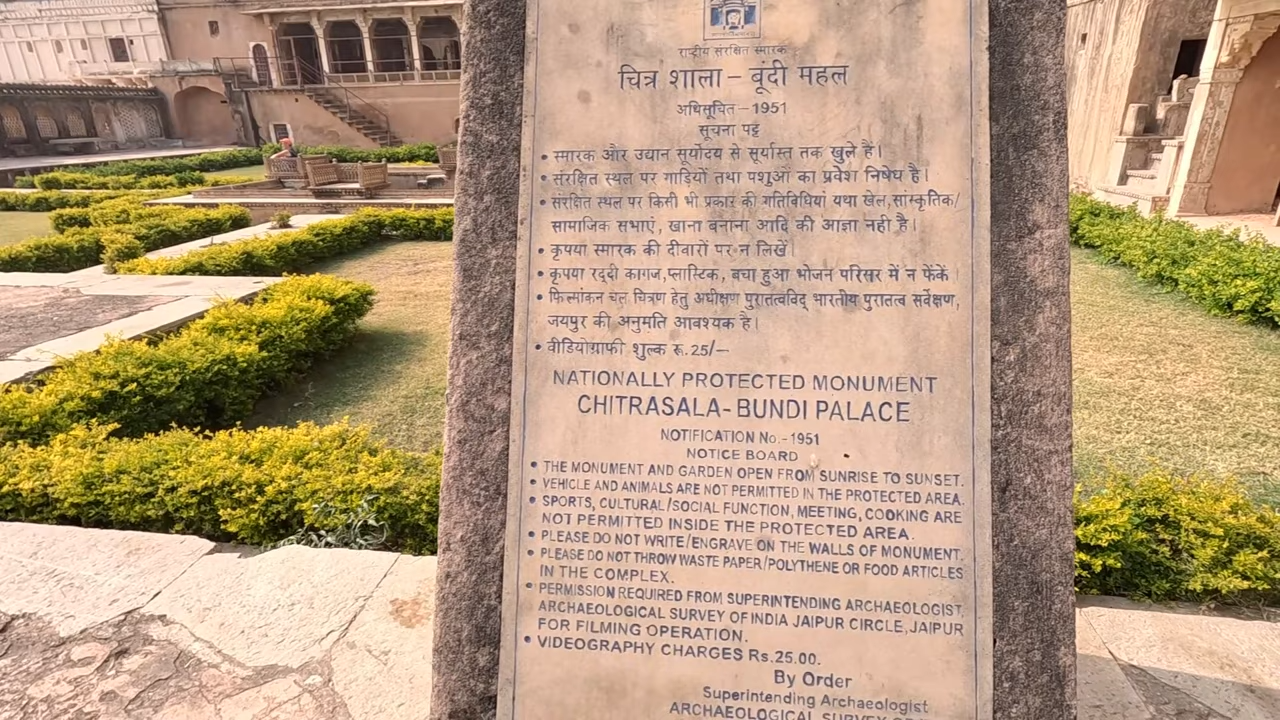 राष्ट्रीय संरक्षित स्मारक
चित्र शाला – बूंदी महल
अधिसूचित – 1951
सूचना पट्ट
• स्मारक और उद्यान सूर्योदय से सूर्यास्त तक खुले है।
• संरक्षित स्थल पर गाडियों तथा पशुओं का प्रवेश निषेध है।
• संरक्षित स्थल पर किसी भी प्रकार की गतिविधियां यथा खेल,सांस्कृतिक/
सामाजिक सभाएं, खाना बनाना आदि की आज्ञा नही है।
• कृपया स्मारक की दीवारों पर न लिखें।
• कृपया रद्दी कागज,प्लास्टिक, बचा हुआ भोजन परिसर में न फेंकें
• फिल्मांकन चल चित्रण हेतु अधीक्षण पुरातत्वविद् भारतीय पुरातत्व सर्वेक्षण,
जयपुर की अनुमति आवश्यक है।
• वीडियोग्राफी शुल्क रू.25/–
NATIONALLY PROTECTED MONUMENT
CHITRASALA- BUNDI PALACE
NOTIFICATION No.- 1951
NOTICE BOARD
• THE MONUMENT AND GARDEN OPEN FROM SUNRISE TO SUNSET.
• VEHICLE AND ANIMALS ARE NOT PERMITTED IN THE PROTECTED AREA.
• SPORTS, CULTURAL/SOCIAL FUNCTION, MEETING, COOKING ARE
NOT PERMITTED INSIDE THE PROTECTED AREA.
• PLEASE DO NOT WRITE/ENGRAVE ON THE WALLS OF MONUMENT.
• PLEASE DO NOT THROW WASTE PAPER/POLYTHENE OR FOOD ARTICLES
IN THE COMPLEX.
• PERMISSION REQUIRED FROM SUPERINTENDING ARCHAEOLOGIST,
ARCHAEOLOGICAL SURVEY OF INDIA JAIPUR CIRCLE, JAIPUR
FOR FILMING OPERATION.
• VIDEOGRAPHY CHARGES Rs.25.00.
By Order
Superintending Archaeologist
ARCHAEOLOGICAL SURVEY